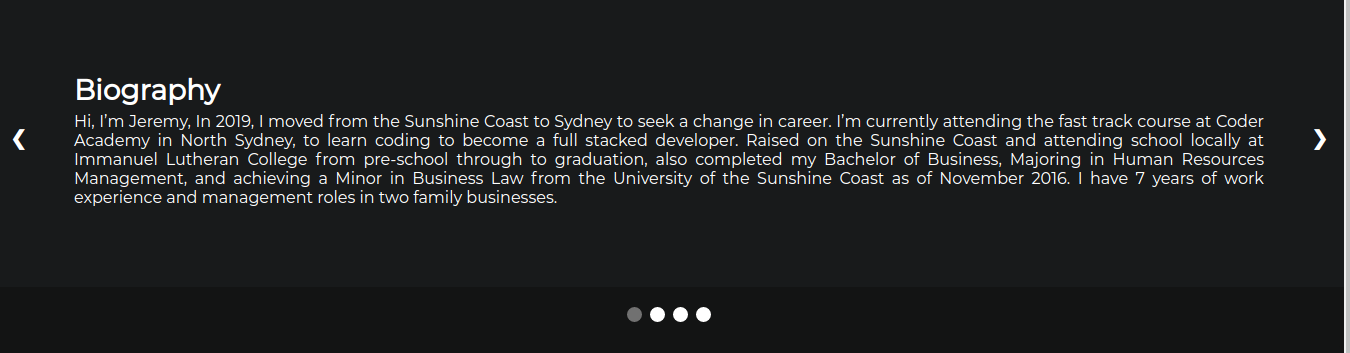 Biography
Hi, I’m Jeremy, In 2019, I moved from the Sunshine Coast to Sydney to seek a change in career. I’m currently attending the fast track course at Coder
Academy in North Sydney, to learn coding to become a full stacked developer. Raised on the Sunshine Coast and attending school locally at
Immanuel Lutheran College from pre-school through to graduation, also completed my Bachelor of Business, Majoring in Human Resources
Management, and achieving a Minor in Business Law from the University of the Sunshine Coast as of November 2016. I have 7 years of work
experience and management roles in two family businesses.